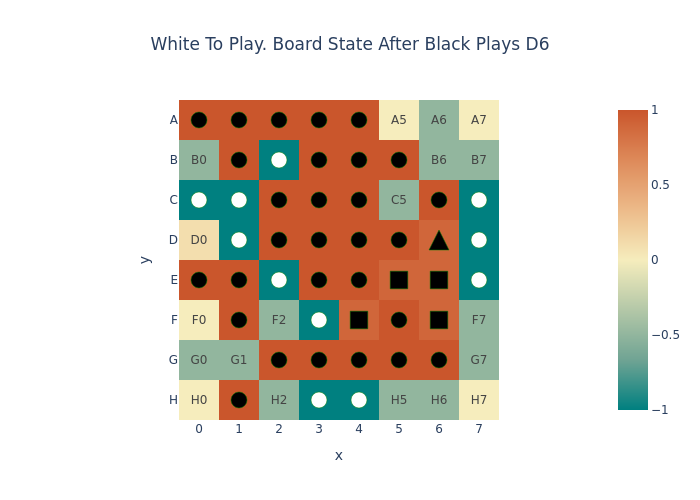 White To Play. Board State After Black Plays D6
A A5 A6 A7 1
B B0 B6 B7
C C5 0.5
D D0
y E 0
F F0 F2 F7 −0.5
G G0 G1 G7
H H0 H2 H5 H6 H7 −1
0 1 2 3 4 5 6 7
x